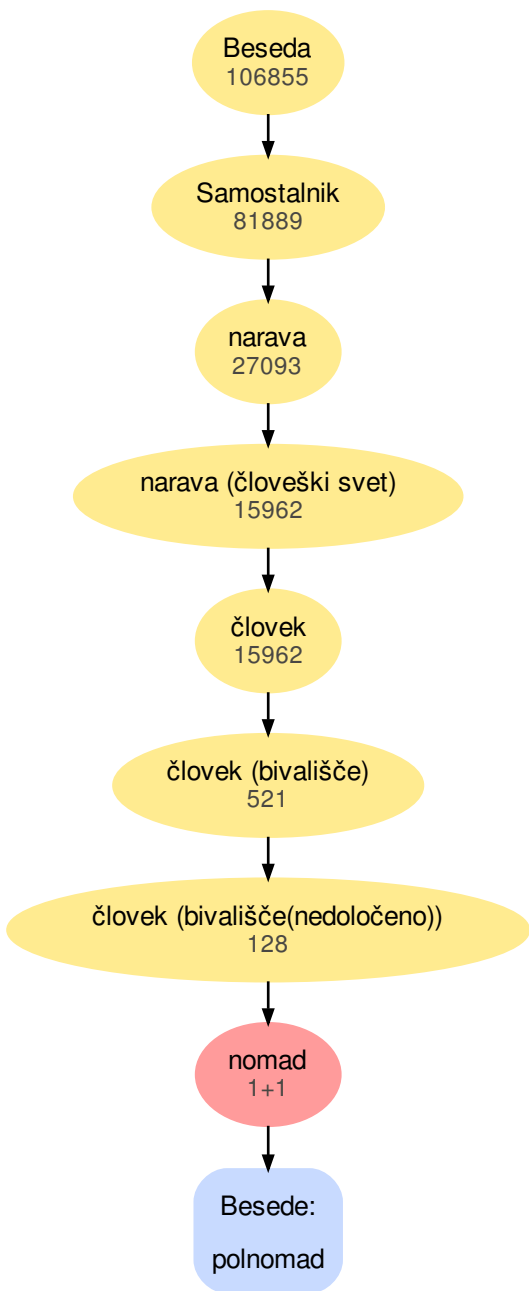 Beseda
106855
Samostalnik
81889
narava
27093
narava (človeški svet)
15962
človek
15962
človek (bivališče)
521
človek (bivališče(nedoločeno))
128
nomad
1+1
Besede:
polnomad